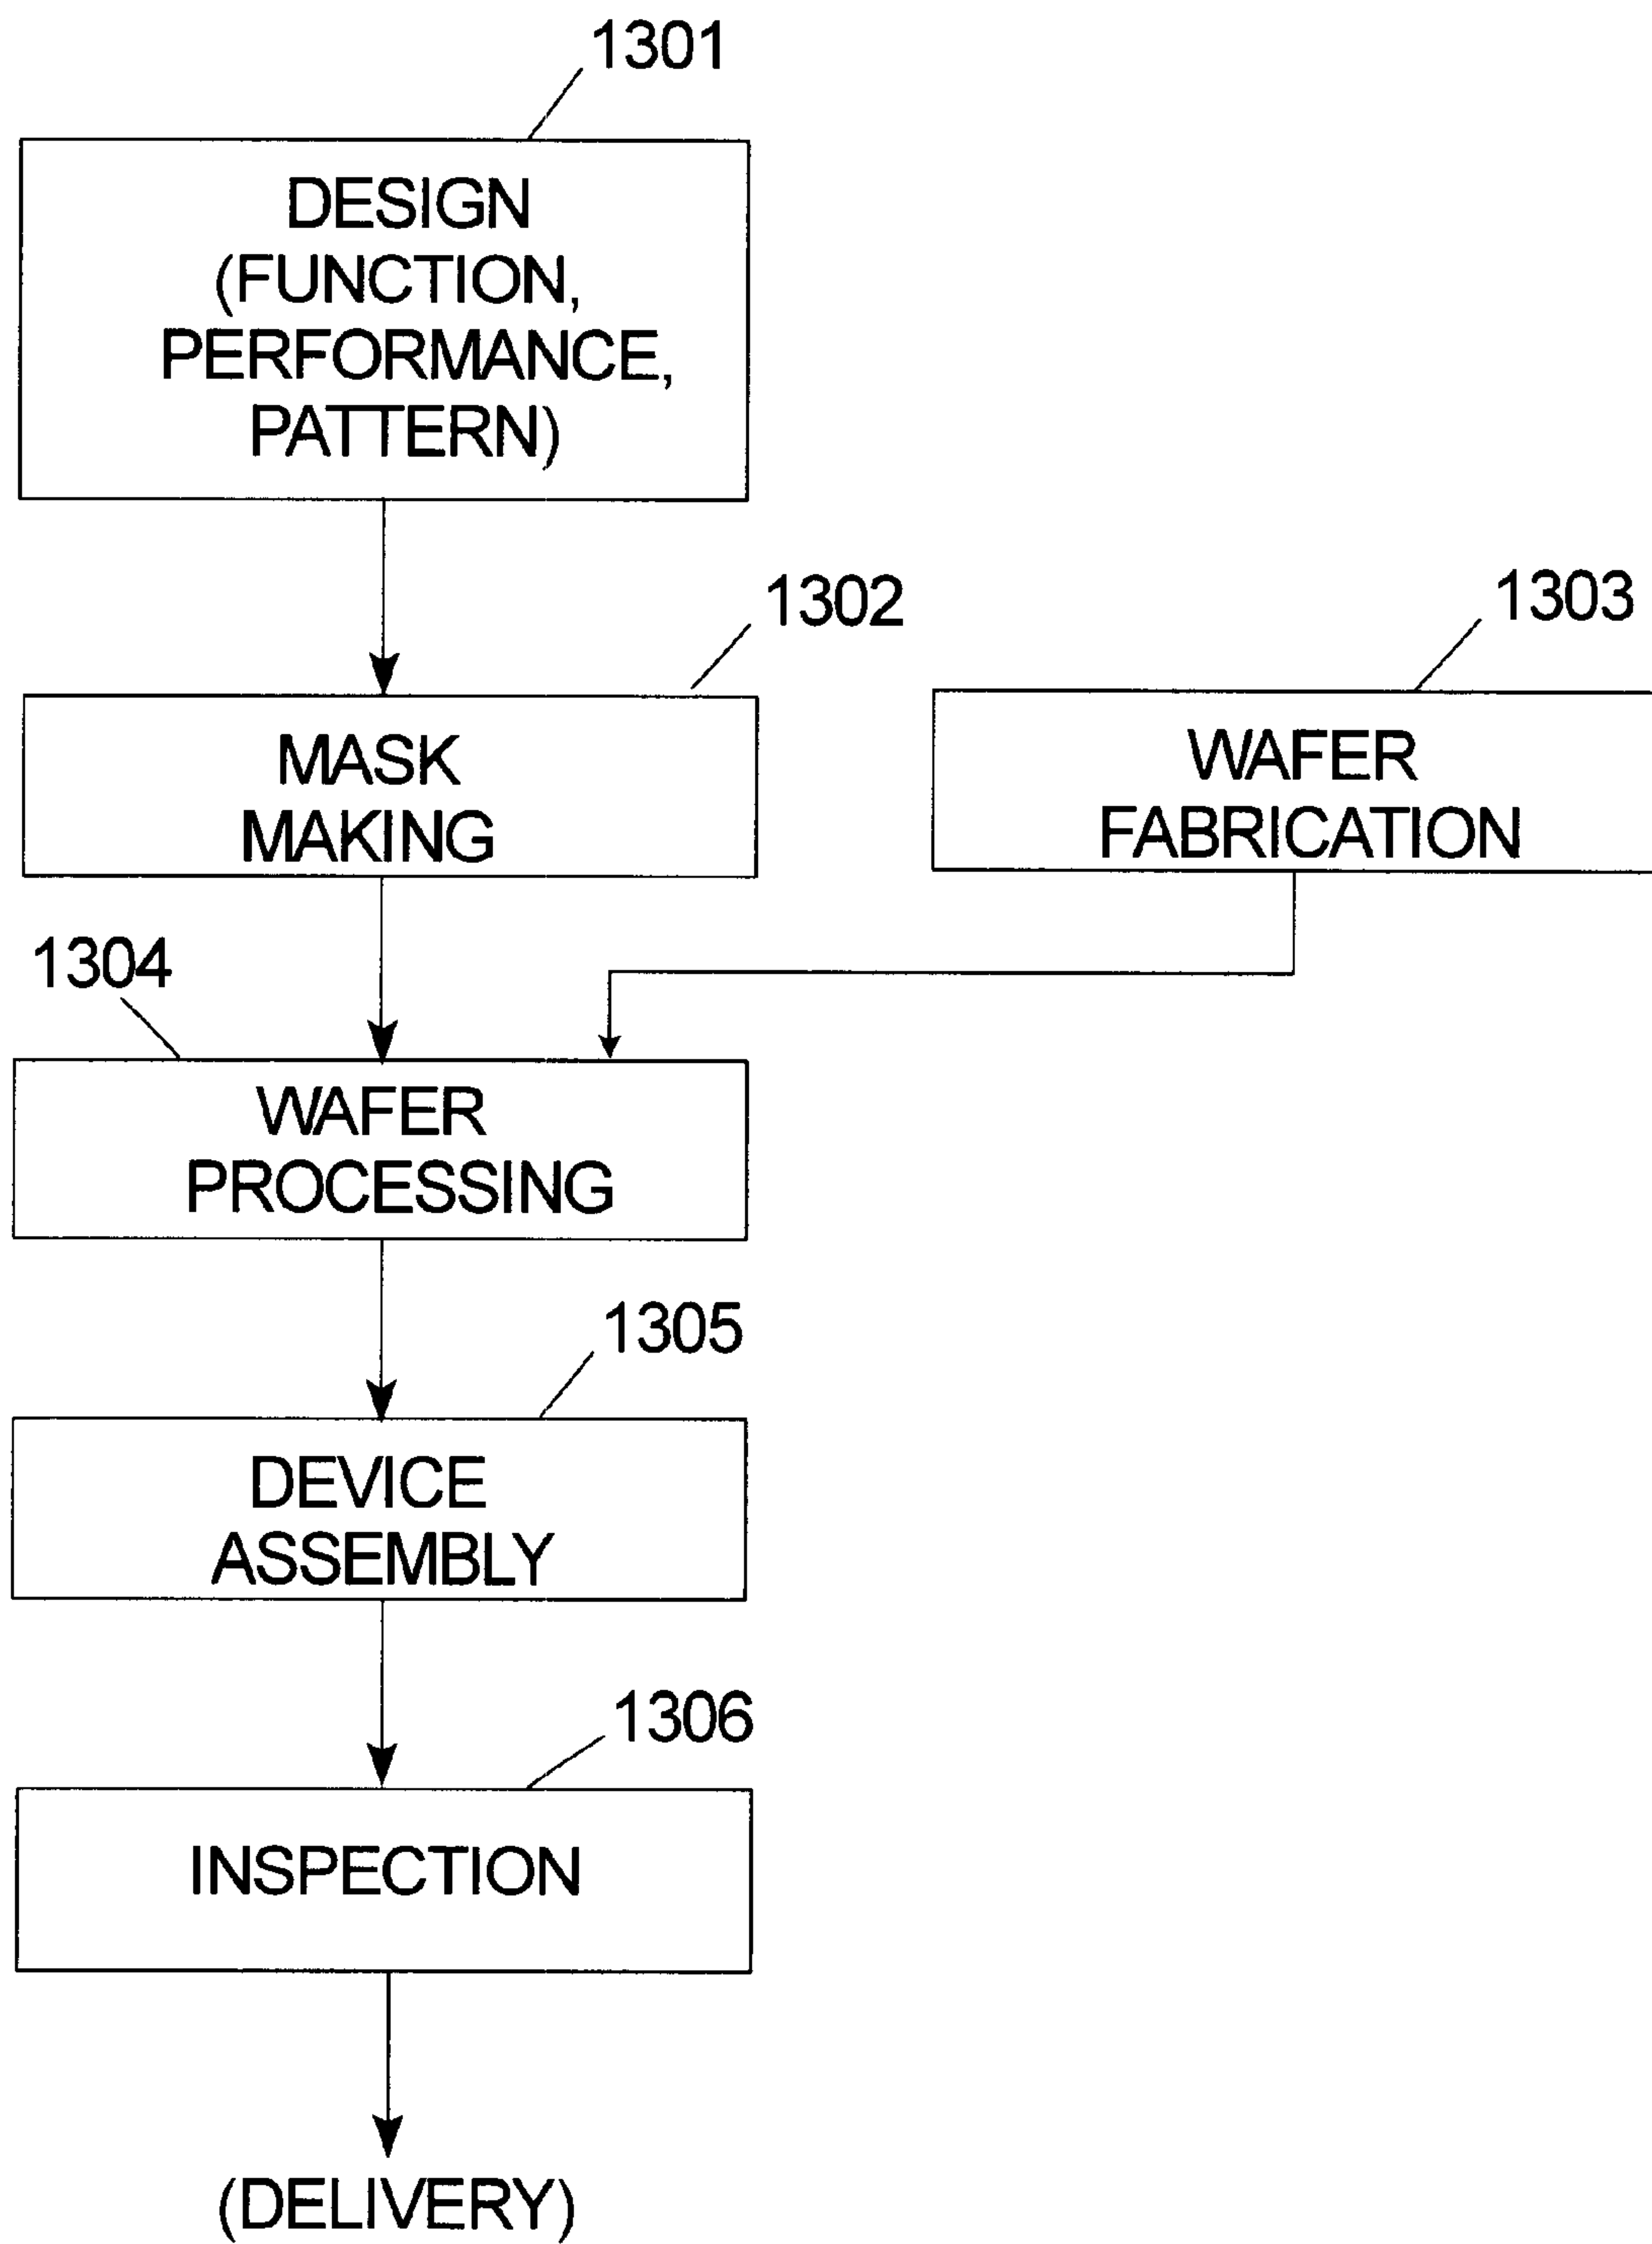 1301
DESIGN
(FUNCTION,
PERFORMANCE,
PATTERN)
1302
MASK
MAKING
1303
WAFER
FABRICATION
1304
WAFER
PROCESSING
1305
DEVICE
ASSEMBLY
1306
INSPECTION
(DELIVERY)